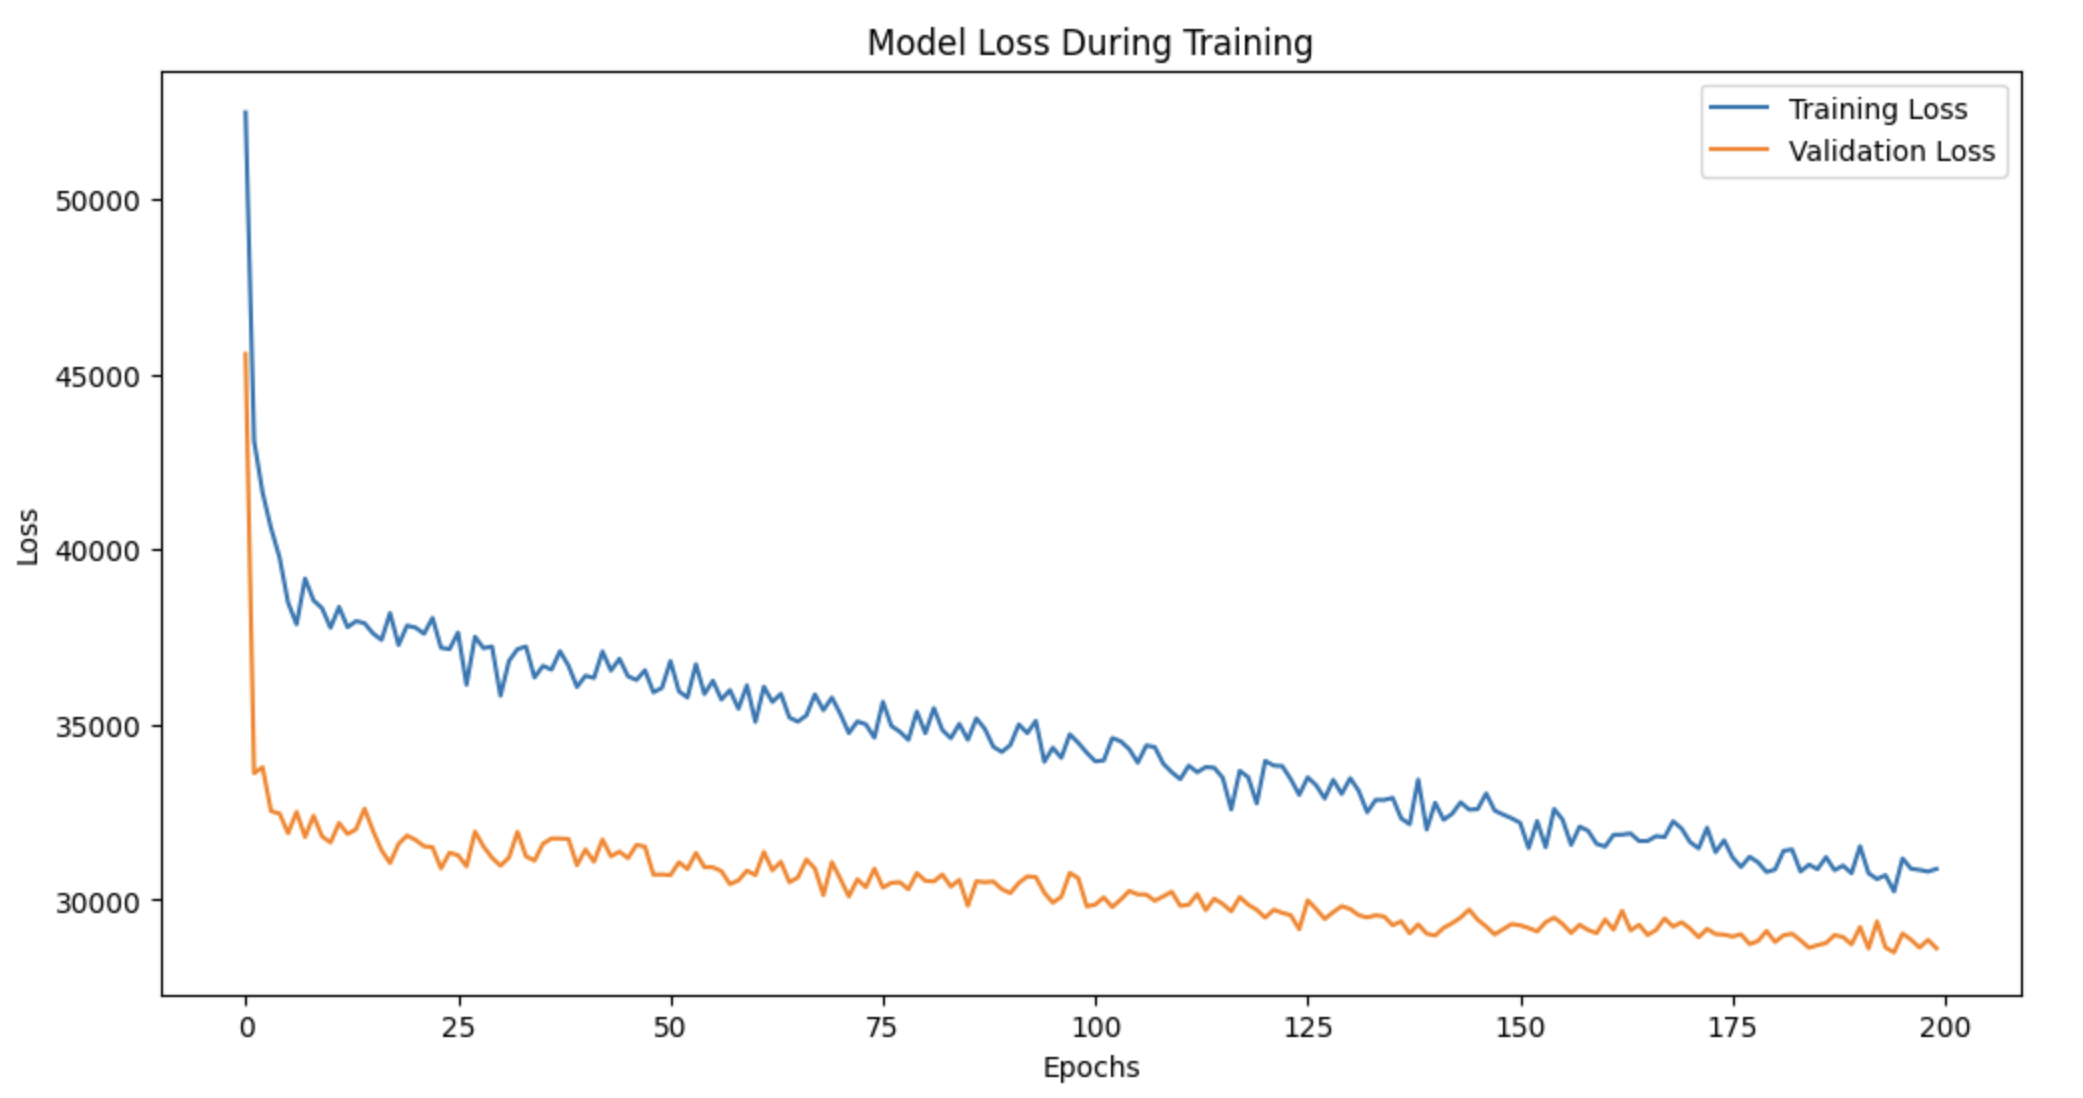 Model Loss During Training
Training Loss
Validation Loss
50000
45000
40000
35000
30000
Loss
0 25 50 75 100 125 150 175 200
Epochs